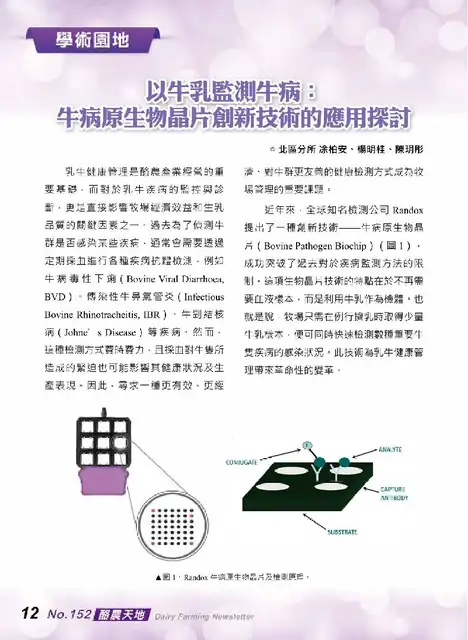 學術園地
以牛乳監測牛病：
牛病原生物晶片創新技術的應用探討
◎ 北區分所 涂柏安、楊明桂、陳玥彤
乳牛健康管理是酪農產業經營的重
要基礎，而對於乳牛疾病的監控與診
斷，更是直接影響牧場經濟效益和生乳
品質的關鍵因素之一。過去為了偵測牛
群是否感染某些疾病，通常會需要透過
定期採血進行各種疾病抗體檢測，例如
牛病毒性下痢（Bovine Viral Diarrhoea,
BVD）、傳染性牛鼻氣管炎（Infectious
Bovine Rhinotracheitis, IBR）、牛副結核
病（Johne's Disease）等疾病。然而，
這種檢測方式費時費力，且採血對牛隻所
造成的緊迫也可能影響其健康狀況及生
產表現。因此，尋求一種更有效、更經
濟、對牛群更友善的健康檢測方式成為牧
場管理的重要課題。
近年來，全球知名檢測公司 Randox
提出了一種創新技術——牛病原生物晶
片（Bovine Pathogen Biochip）（圖 1），
成功突破了過去對於疾病監測方法的限
制。這項生物晶片技術的特點在於不再需
要血液樣本，而是利用牛乳作為檢體。也
就是說，牧場只需在例行擠乳時取得少量
牛乳樣本，便可同時快速檢測數種重要牛
隻疾病的感染狀況。此技術為乳牛健康管
理帶來革命性的變革。
CONJUGATE
ANALYTE
CAPTURE
ANTIBODY
SUBSTRATE
▲圖 1、Randox 牛病原生物晶片及檢測原理。
12 No.152 酪農天地 Dairy Farming Newsletter